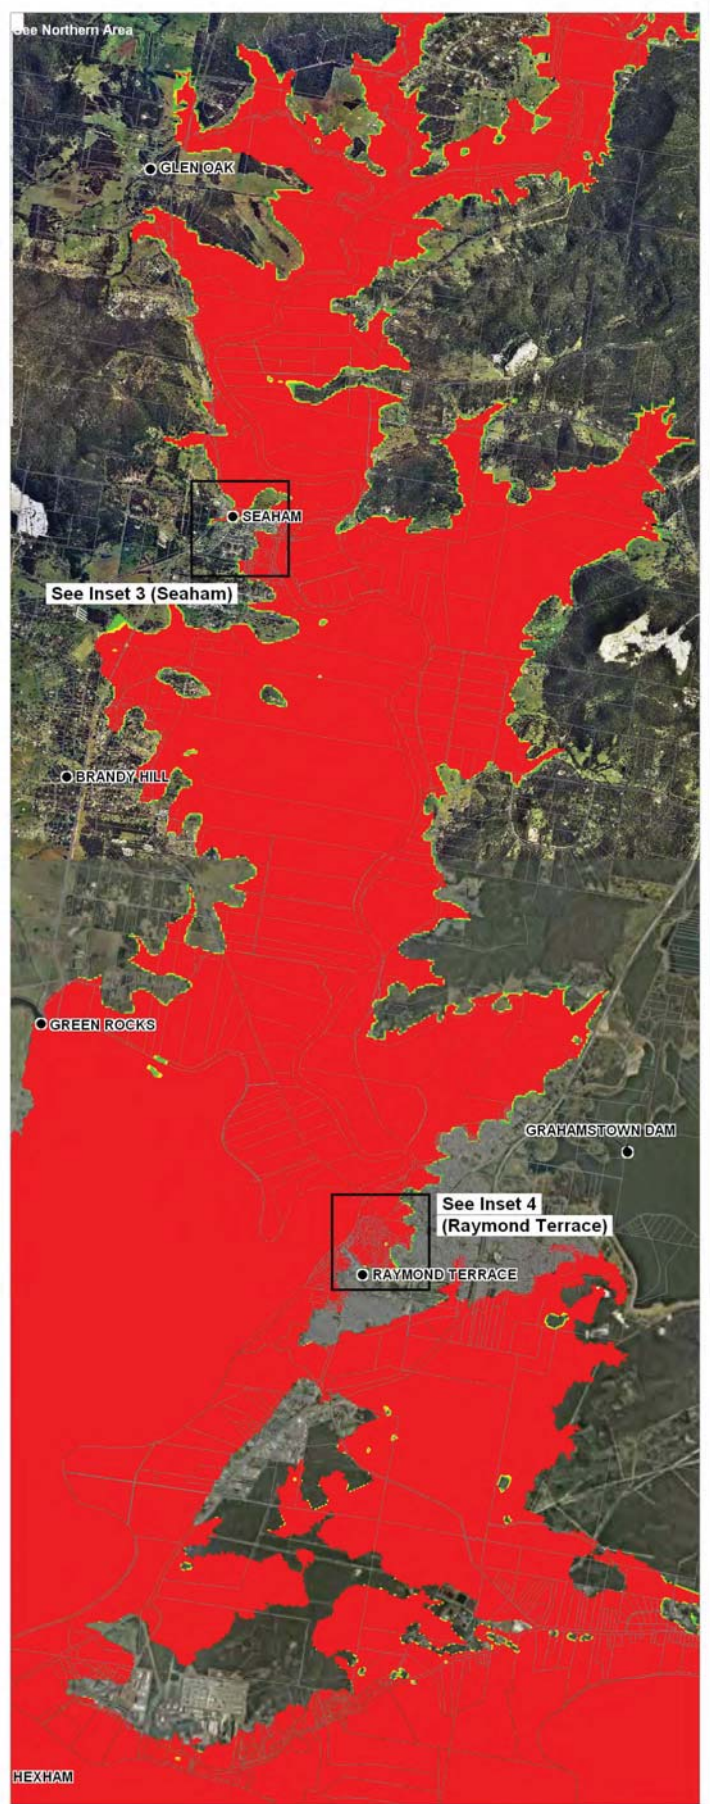 See Northern Area
GLEN OAK
SEAHAM
See Inset 3 (Seaham)
BRANDY HILL
GREEN ROCKS
GRAHAMSTOWN DAM
See Inset 4
(Raymond Terrace)
RAYMOND TERRACE
HEXHAM